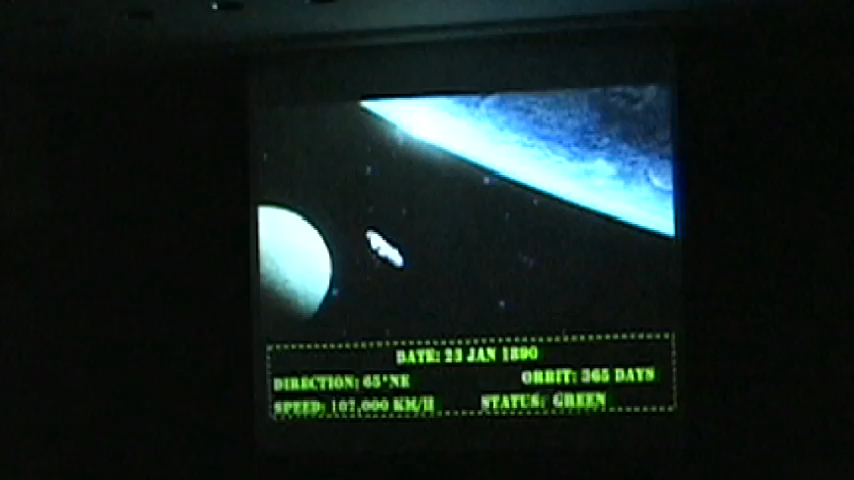 DATE: 23 JAN 1890
DIRECTION: 65°NE ORBIT: 365 DAYS
SPEED: 107,000 KM/H STATUS: GREEN